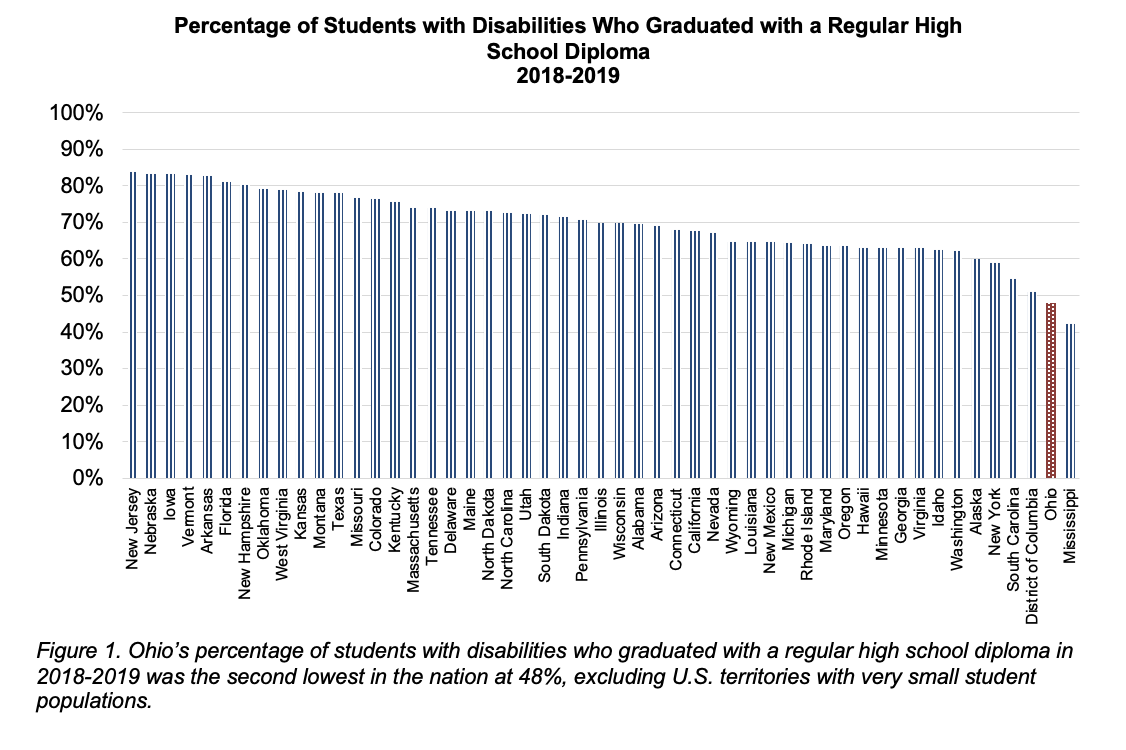 Percentage of Students with Disabilities Who Graduated with a Regular High
School Diploma
2018-2019
100%
90%
80%
70%
60%
50%
40%
30%
20%
10%
0%
New Jersey
Nebraska
Iowa
Vermont
Arkansas
Florida
New Hampshire
Oklahoma
West Virginia
Kansas
Montana
Texas
Missouri
Colorado
Kentucky
Massachusetts
Tennessee
Delaware
Maine
North Dakota
North Carolina
Utah
South Dakota
Indiana
Pennsylvania
Illinois
Wisconsin
Alabama
Arizona
Connecticut
California
Nevada
Wyoming
Louisiana
New Mexico
Michigan
Rhode Island
Maryland
Oregon
Hawaii
Minnesota
Georgia
Virginia
Idaho
Washington
Alaska
New York
South Carolina
District of Columbia
Ohio
Mississippi
Figure 1. Ohio’s percentage of students with disabilities who graduated with a regular high school diploma in
2018-2019 was the second lowest in the nation at 48%, excluding U.S. territories with very small student
populations.